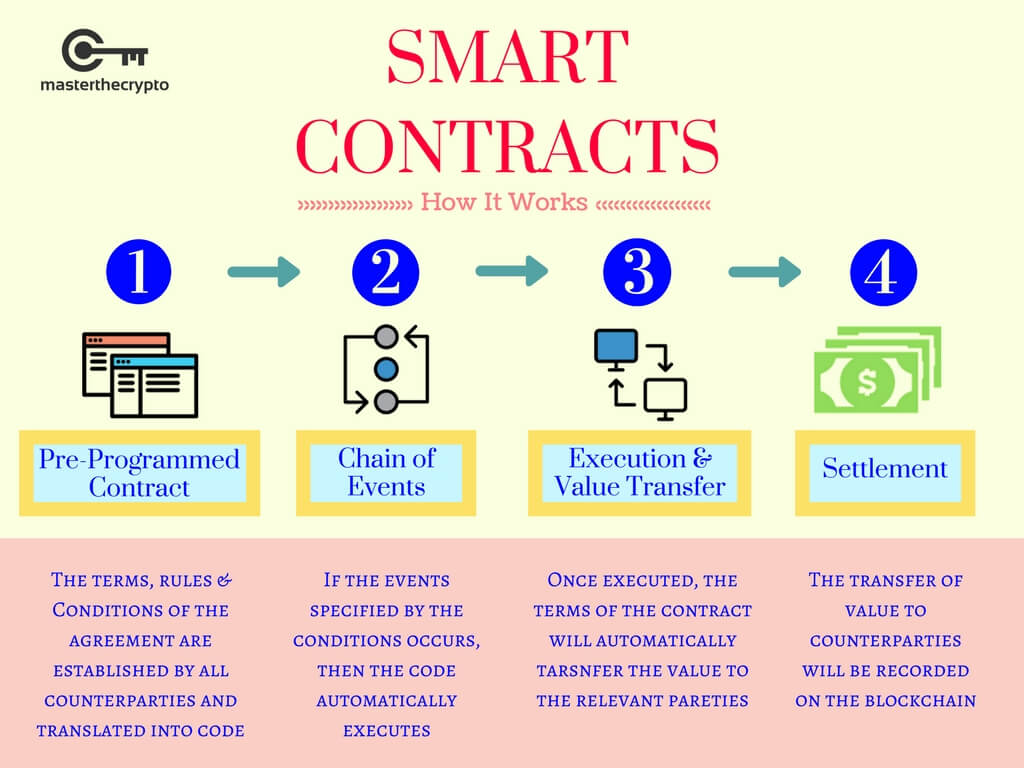 masterthecrypto
SMART
CONTRACTS
»»»»»»»»»» How It Works ««««««««««
1
2
3
4
$
Pre-Programmed
Contract
Chain of
Events
Execution &
Value Transfer
Settlement
The terms, rules &
Conditions of the
agreement are
established by all
counterparties and
translated into code
If the events
specified by the
conditions occurs,
then the code
automatically
executes
Once executed, the
terms of the contract
will automatically
tarsnfer the value to
the relevant pareties
The transfer of
value to
counterparties
will be recorded
on the blockchain